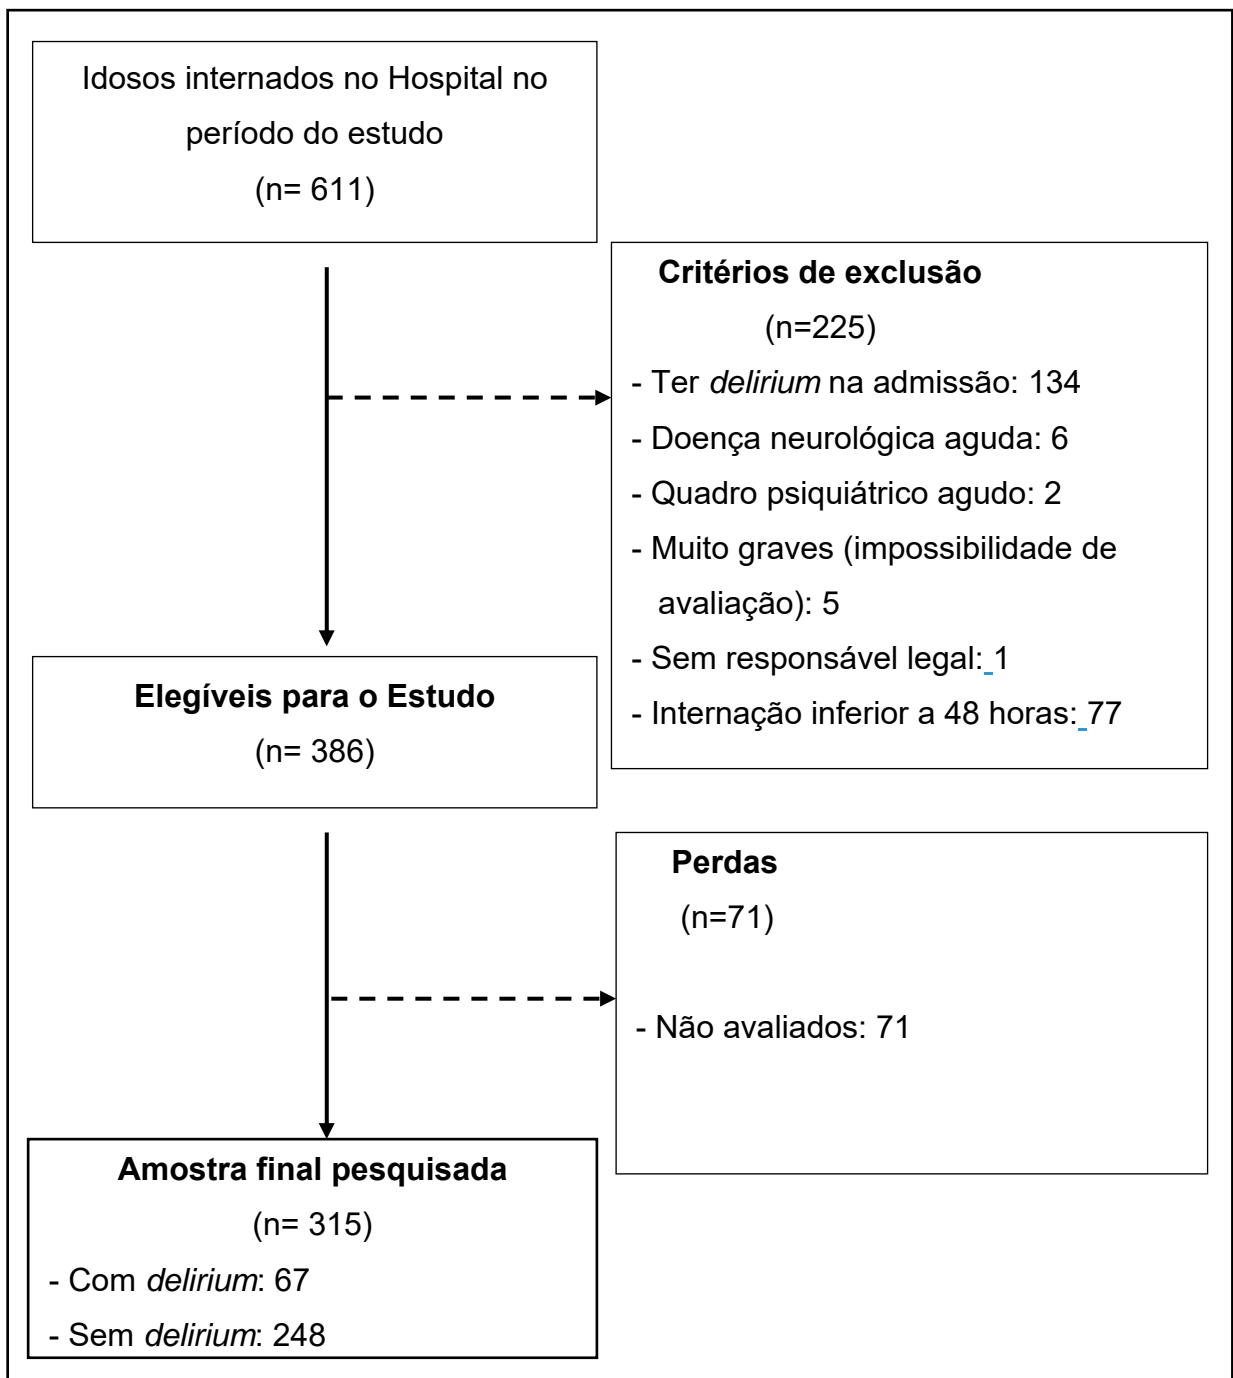 Idosos internados no Hospital no
período do estudo
(n= 611)
Critérios de exclusão
(n=225)
- Ter delirium na admissão: 134
- Doença neurológica aguda: 6
- Quadro psiquiátrico agudo: 2
- Muito graves (impossibilidade de
avaliação): 5
- Sem responsável legal: 1
- Internação inferior a 48 horas: 77
Elegíveis para o Estudo
(n= 386)
Perdas
(n=71)
- Não avaliados: 71
Amostra final pesquisada
(n= 315)
- Com delirium: 67
- Sem delirium: 248